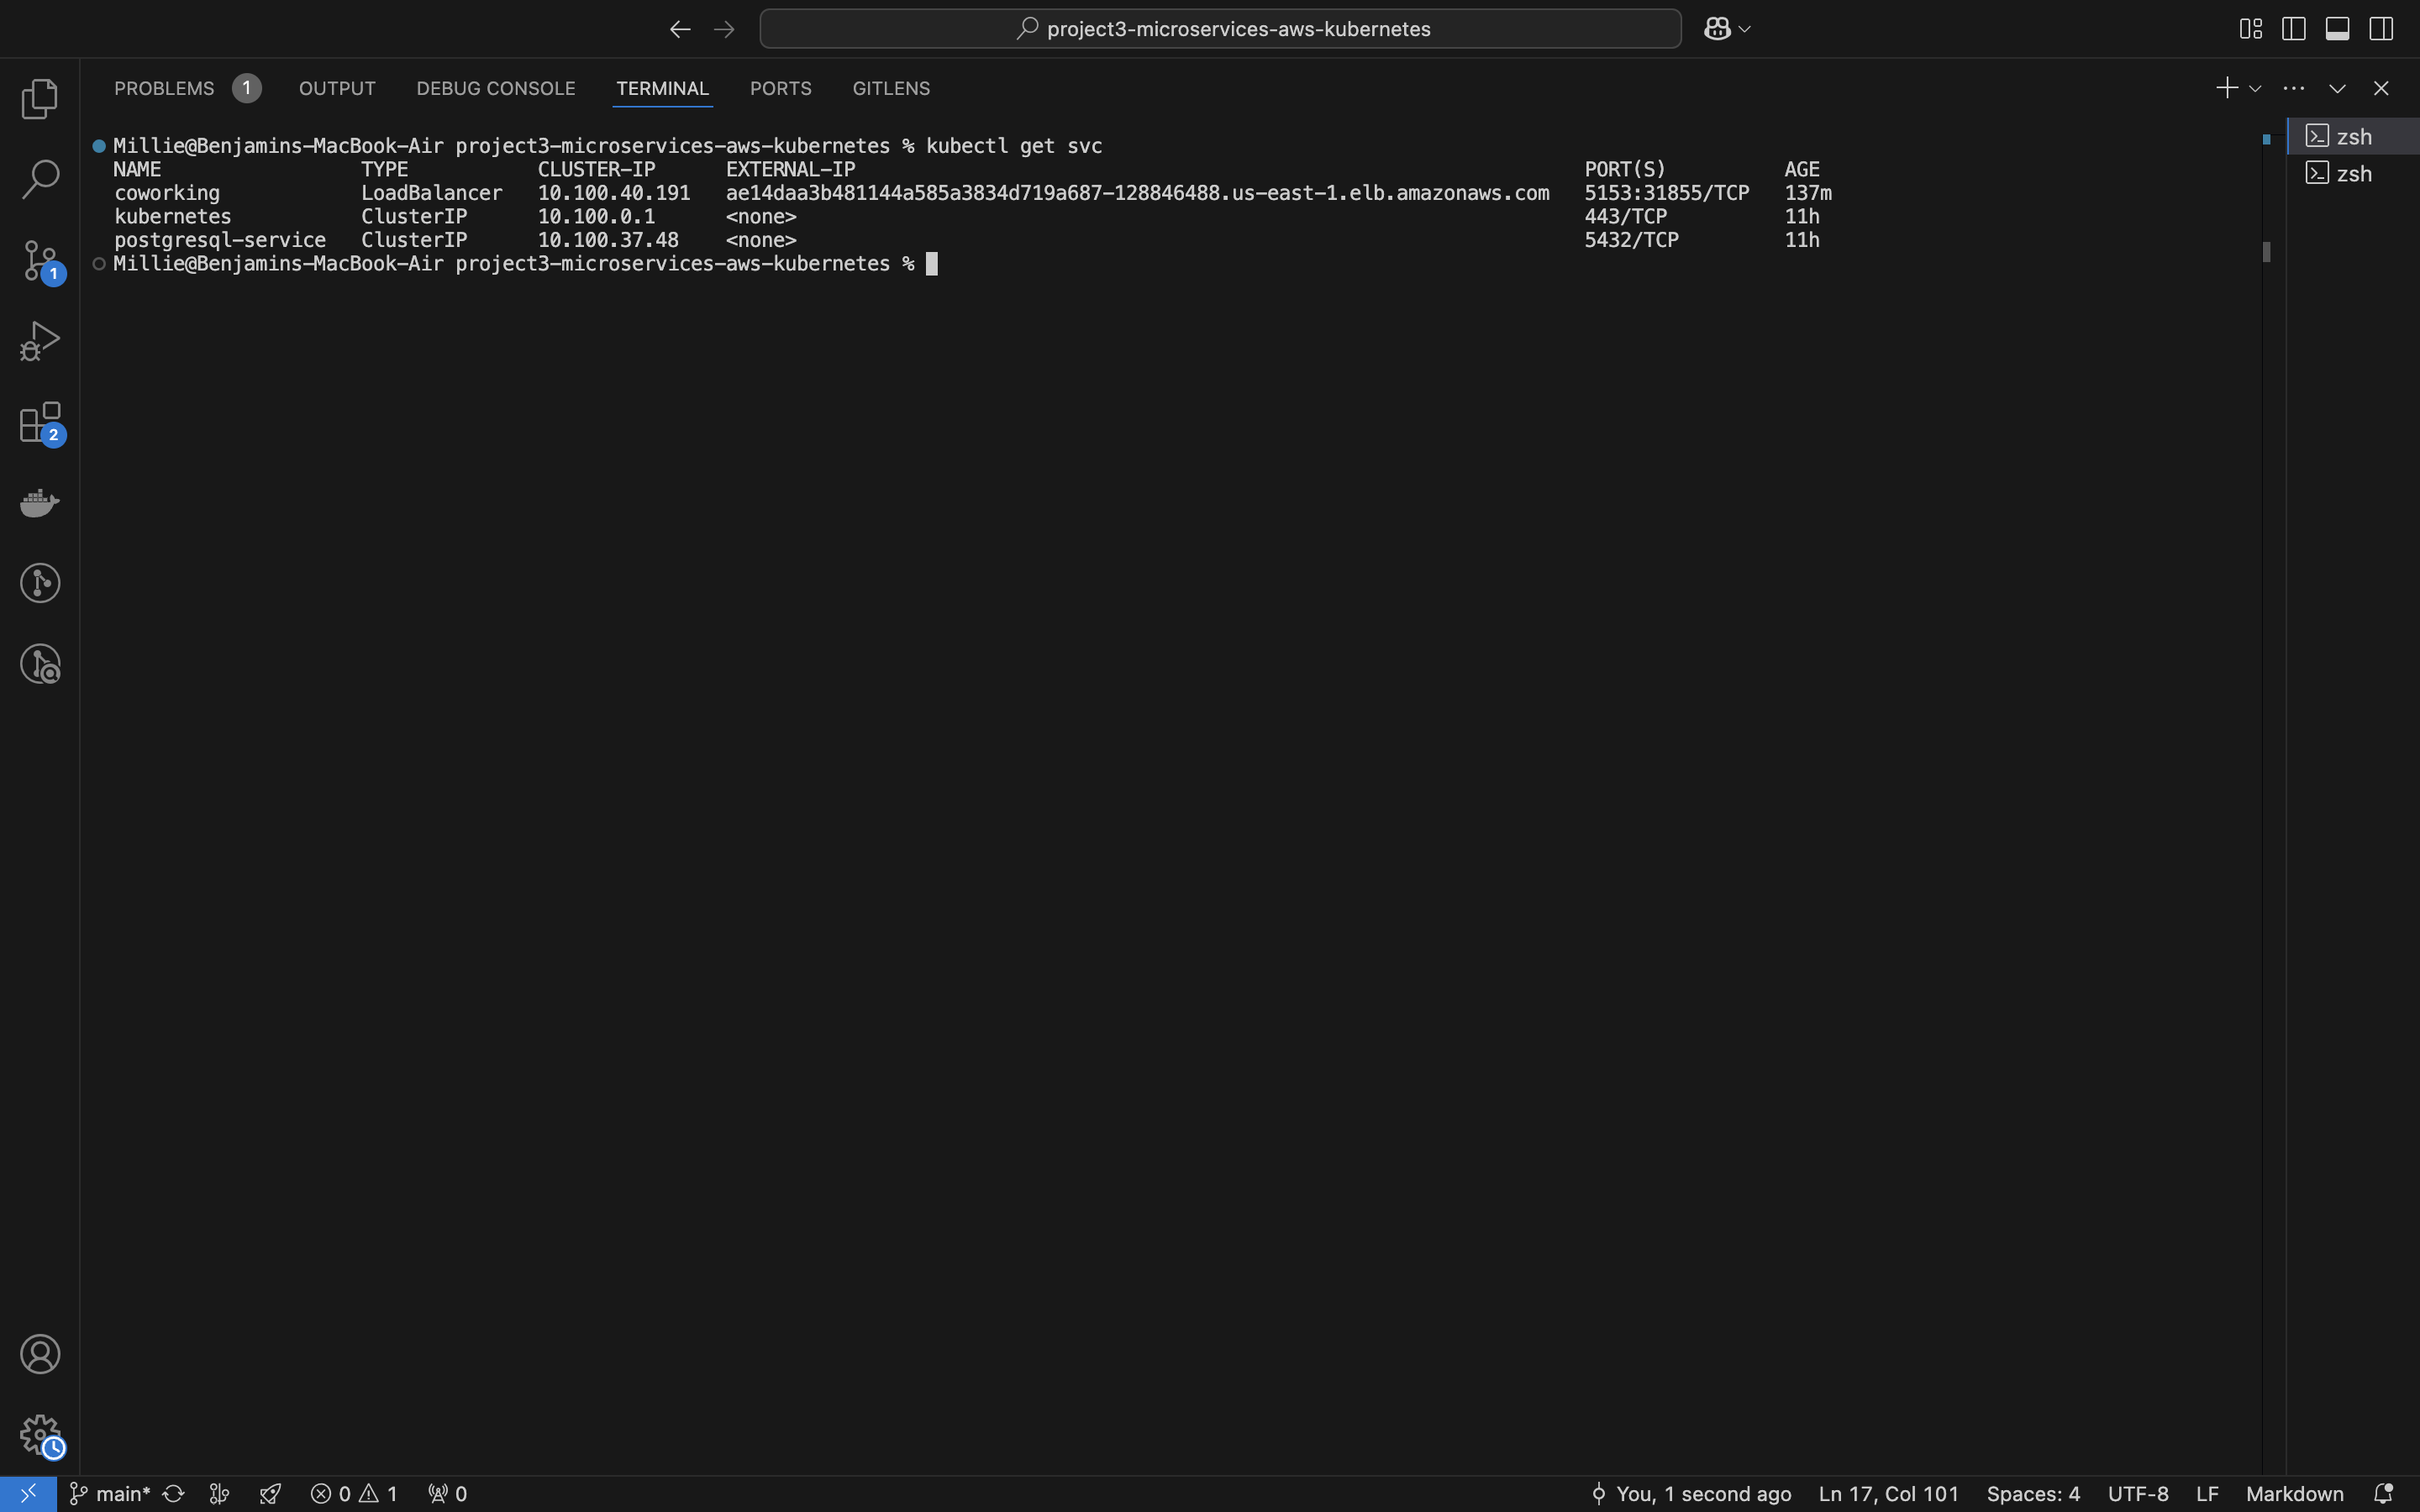 project3-microservices-aws-kubernetes
PROBLEMS 1 OUTPUT DEBUG CONSOLE TERMINAL PORTS GITLENS
Millie@Benjamins-MacBook-Air project3-microservices-aws-kubernetes % kubectl get svc
NAME TYPE CLUSTER-IP EXTERNAL-IP PORT(S) AGE
coworking LoadBalancer 10.100.40.191 ae14daa3b481144a585a3834d719a687-128846488.us-east-1.elb.amazonaws.com 5153:31855/TCP 137m
kubernetes ClusterIP 10.100.0.1 <none> 443/TCP 11h
postgresql-service ClusterIP 10.100.37.48 <none> 5432/TCP 11h
Millie@Benjamins-MacBook-Air project3-microservices-aws-kubernetes %
zsh
zsh
1
2
main* 0 1 0 You, 1 second ago Ln 17, Col 101 Spaces: 4 UTF-8 LF Markdown